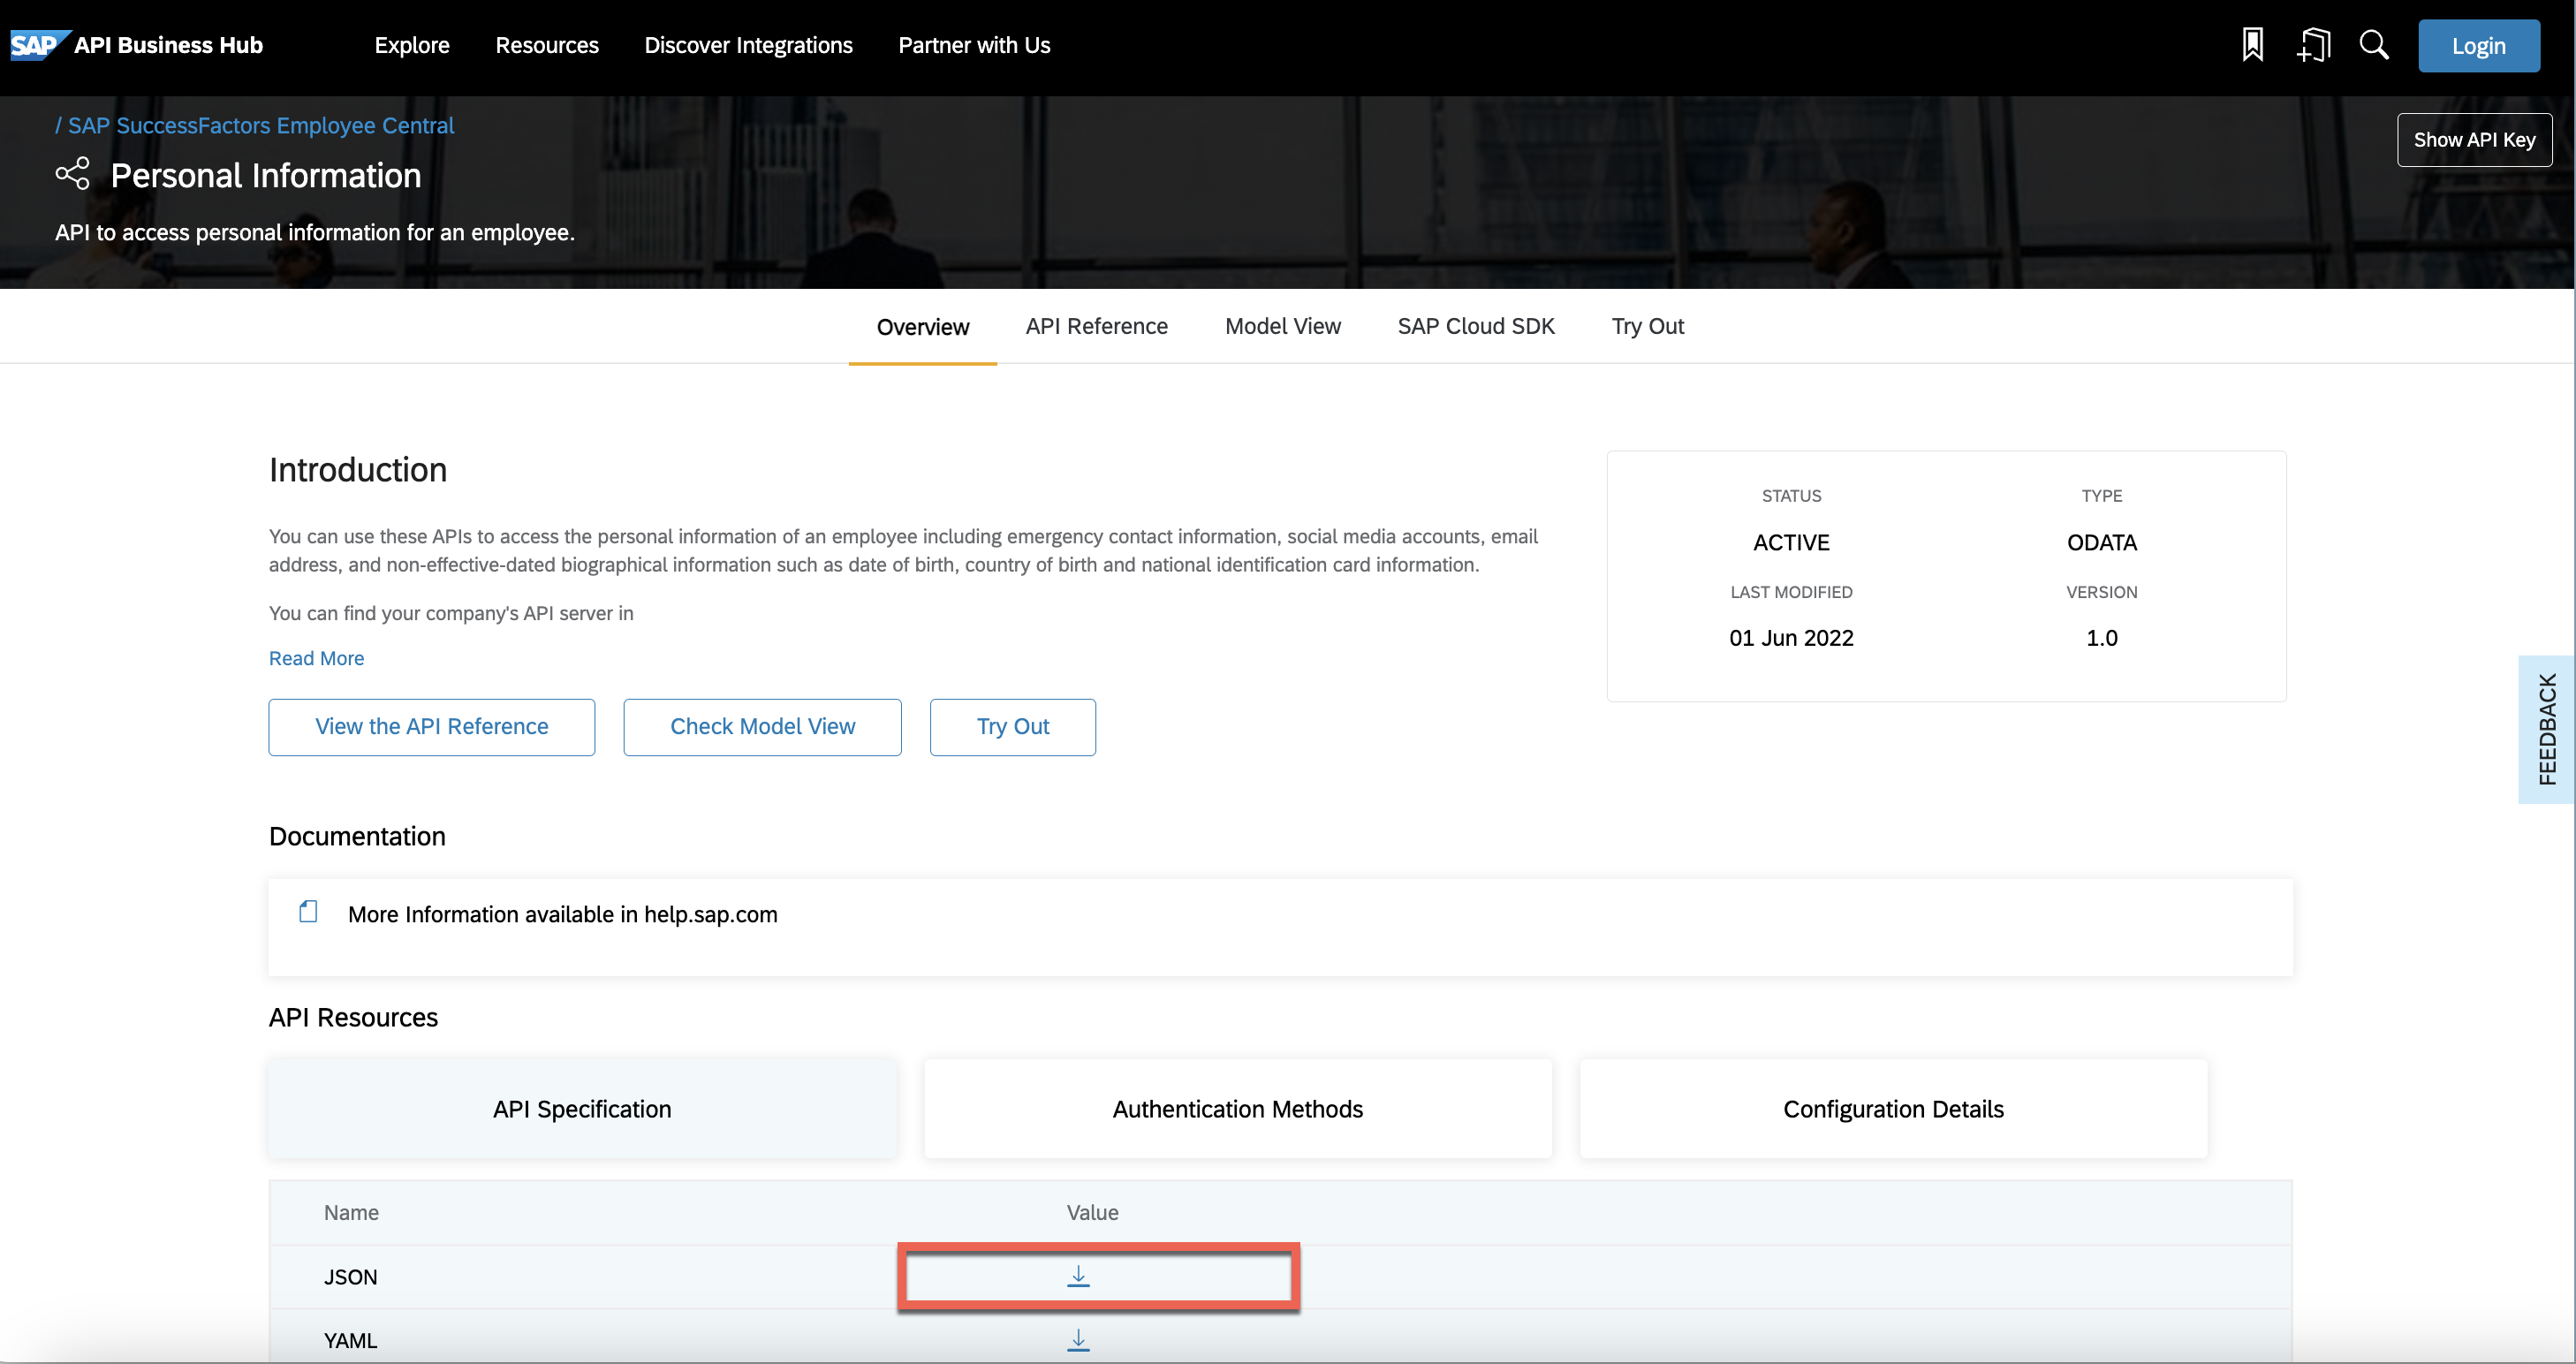 SAP API Business Hub
Explore
Resources
Discover Integrations
Partner with Us
Login
/ SAP SuccessFactors Employee Central
Show API Key
Personal Information
API to access personal information for an employee.
Overview
API Reference
Model View
SAP Cloud SDK
Try Out
Introduction
You can use these APIs to access the personal information of an employee including emergency contact information, social media accounts, email
address, and non-effective-dated biographical information such as date of birth, country of birth and national identification card information.
You can find your company's API server in
Read More
View the API Reference
Check Model View
Try Out
STATUS
TYPE
ACTIVE
ODATA
LAST MODIFIED
VERSION
01 Jun 2022
1.0
FEEDBACK
Documentation
More Information available in help.sap.com
API Resources
API Specification
Authentication Methods
Configuration Details
Name
Value
JSON
YAML